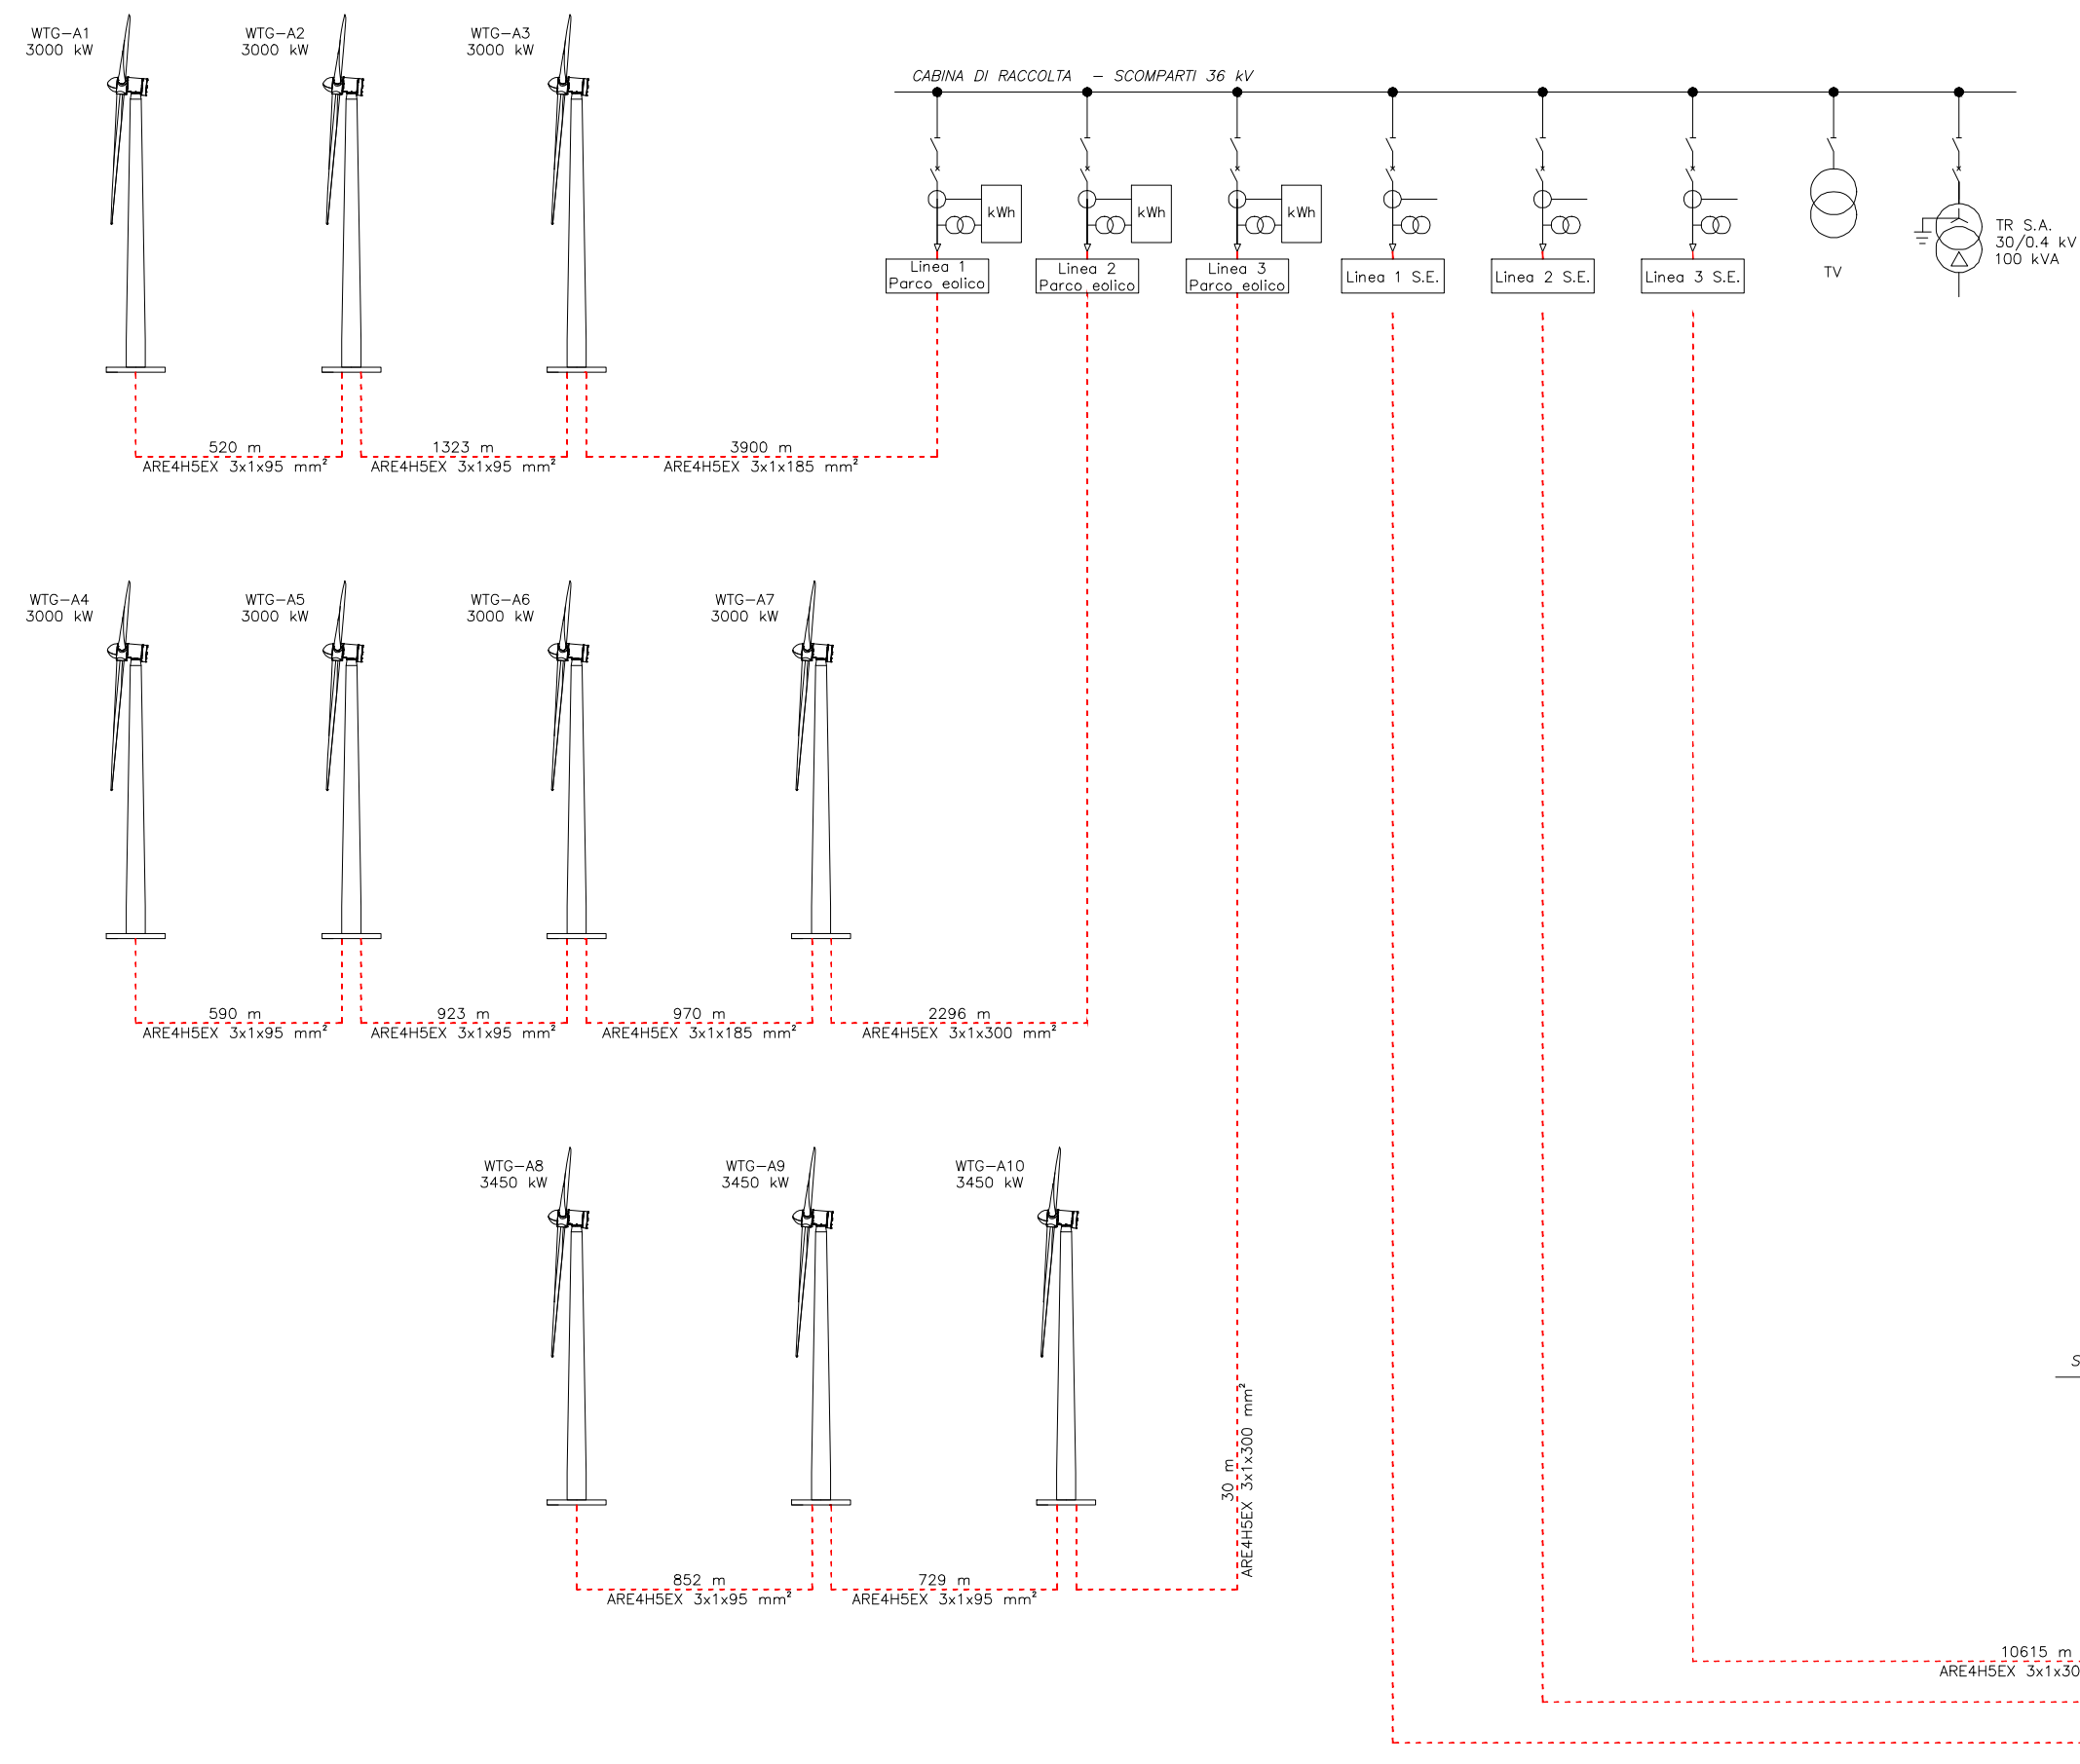 WTG-A1
3000 kW
WTG-A2
3000 kW
WTG-A3
3000 kW
CABINA DI RACCOLTA - SCOMPARTI 36 kV
kWh
kWh
kWh
Linea 1
Parco eolico
Linea 2
Parco eolico
Linea 3
Parco eolico
Linea 1 S.E.
Linea 2 S.E.
Linea 3 S.E.
TV
TR S.A.
30/0.4 kV
100 kVA
520 m
ARE4H5EX 3x1x95 mm²
1323 m
ARE4H5EX 3x1x95 mm²
3900 m
ARE4H5EX 3x1x185 mm²
WTG-A4
3000 kW
WTG-A5
3000 kW
WTG-A6
3000 kW
WTG-A7
3000 kW
590 m
ARE4H5EX 3x1x95 mm²
923 m
ARE4H5EX 3x1x95 mm²
970 m
ARE4H5EX 3x1x185 mm²
2296 m
ARE4H5EX 3x1x300 mm²
WTG-A8
3450 kW
WTG-A9
3450 kW
WTG-A10
3450 kW
S
30 m
ARE4H5EX 3x1x300 mm²
852 m
ARE4H5EX 3x1x95 mm²
729 m
ARE4H5EX 3x1x95 mm²
10615 m
ARE4H5EX 3x1x30